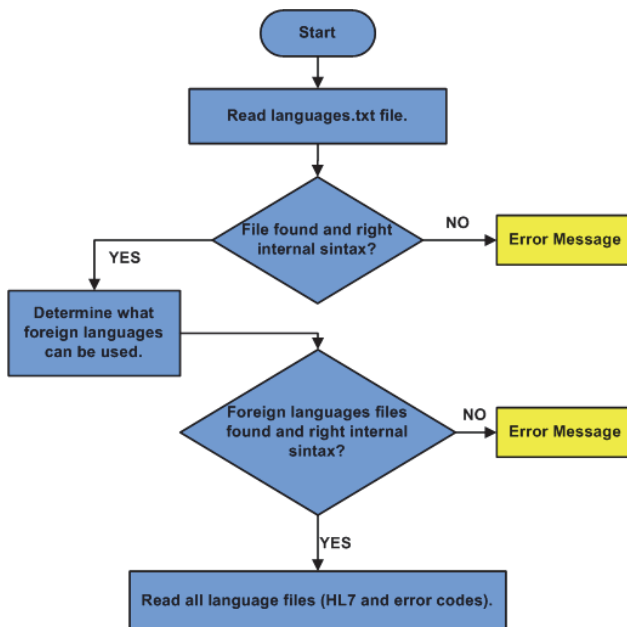 Start
Read languages.txt file.
File found and right
internal sintax?
NO
Error Message
YES
Determine what
foreign languages
can be used.
Foreign languages files
found and right internal
sintax?
NO
Error Message
YES
Read all language files (HL7 and error codes).